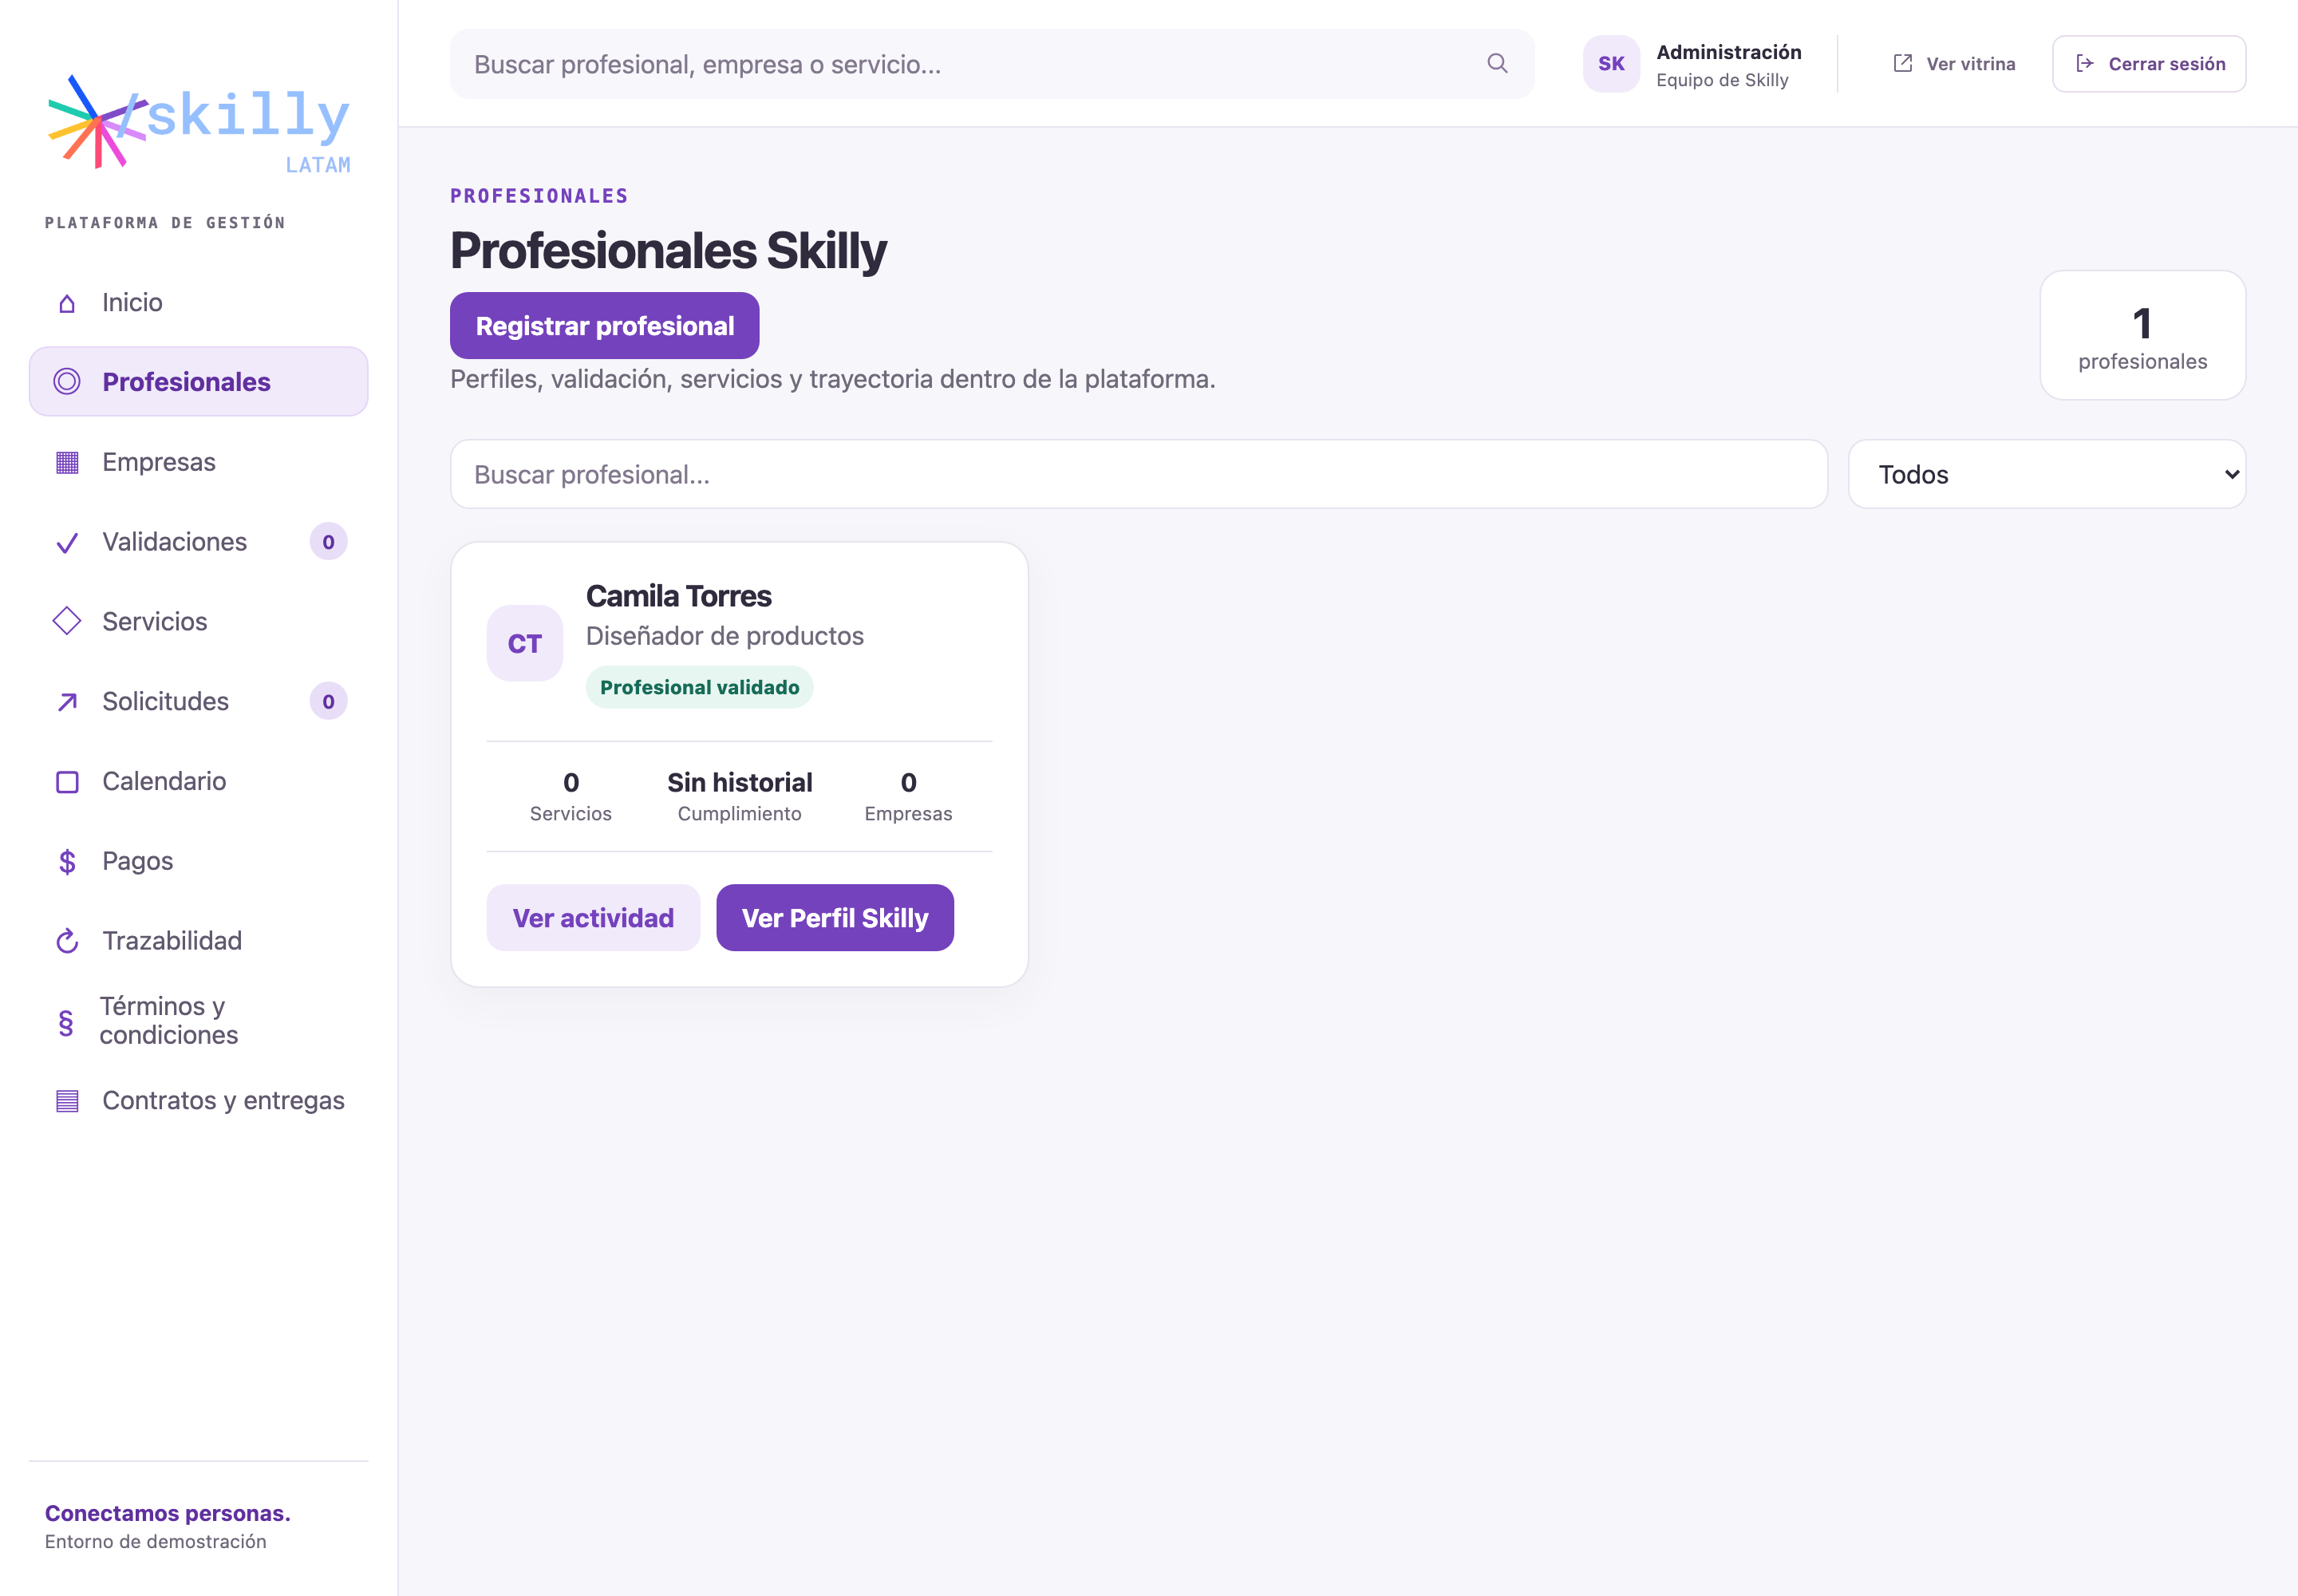 /skilly
LATAM
PLATAFORMA DE GESTIÓN
Inicio
Profesionales
Empresas
Validaciones 0
Servicios
Solicitudes 0
Calendario
$ Pagos
Trazabilidad
§ Términos y
condiciones
Contratos y entregas
Conectamos personas.
Entorno de demostración
Buscar profesional, empresa o servicio...
SK
Administración
Equipo de Skilly
Ver vitrina
Cerrar sesión
PROFESIONALES
Profesionales Skilly
Registrar profesional
Perfiles, validación, servicios y trayectoria dentro de la plataforma.
1
profesionales
Buscar profesional...
Todos
CT
Camila Torres
Diseñador de productos
Profesional validado
0 Sin historial 0
Servicios Cumplimiento Empresas
Ver actividad
Ver Perfil Skilly